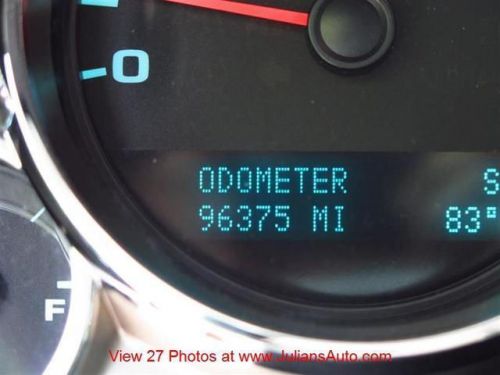 0
ODOMETER S
96375 MI 83°
F
View 27 Photos at www.JuliansAuto.com